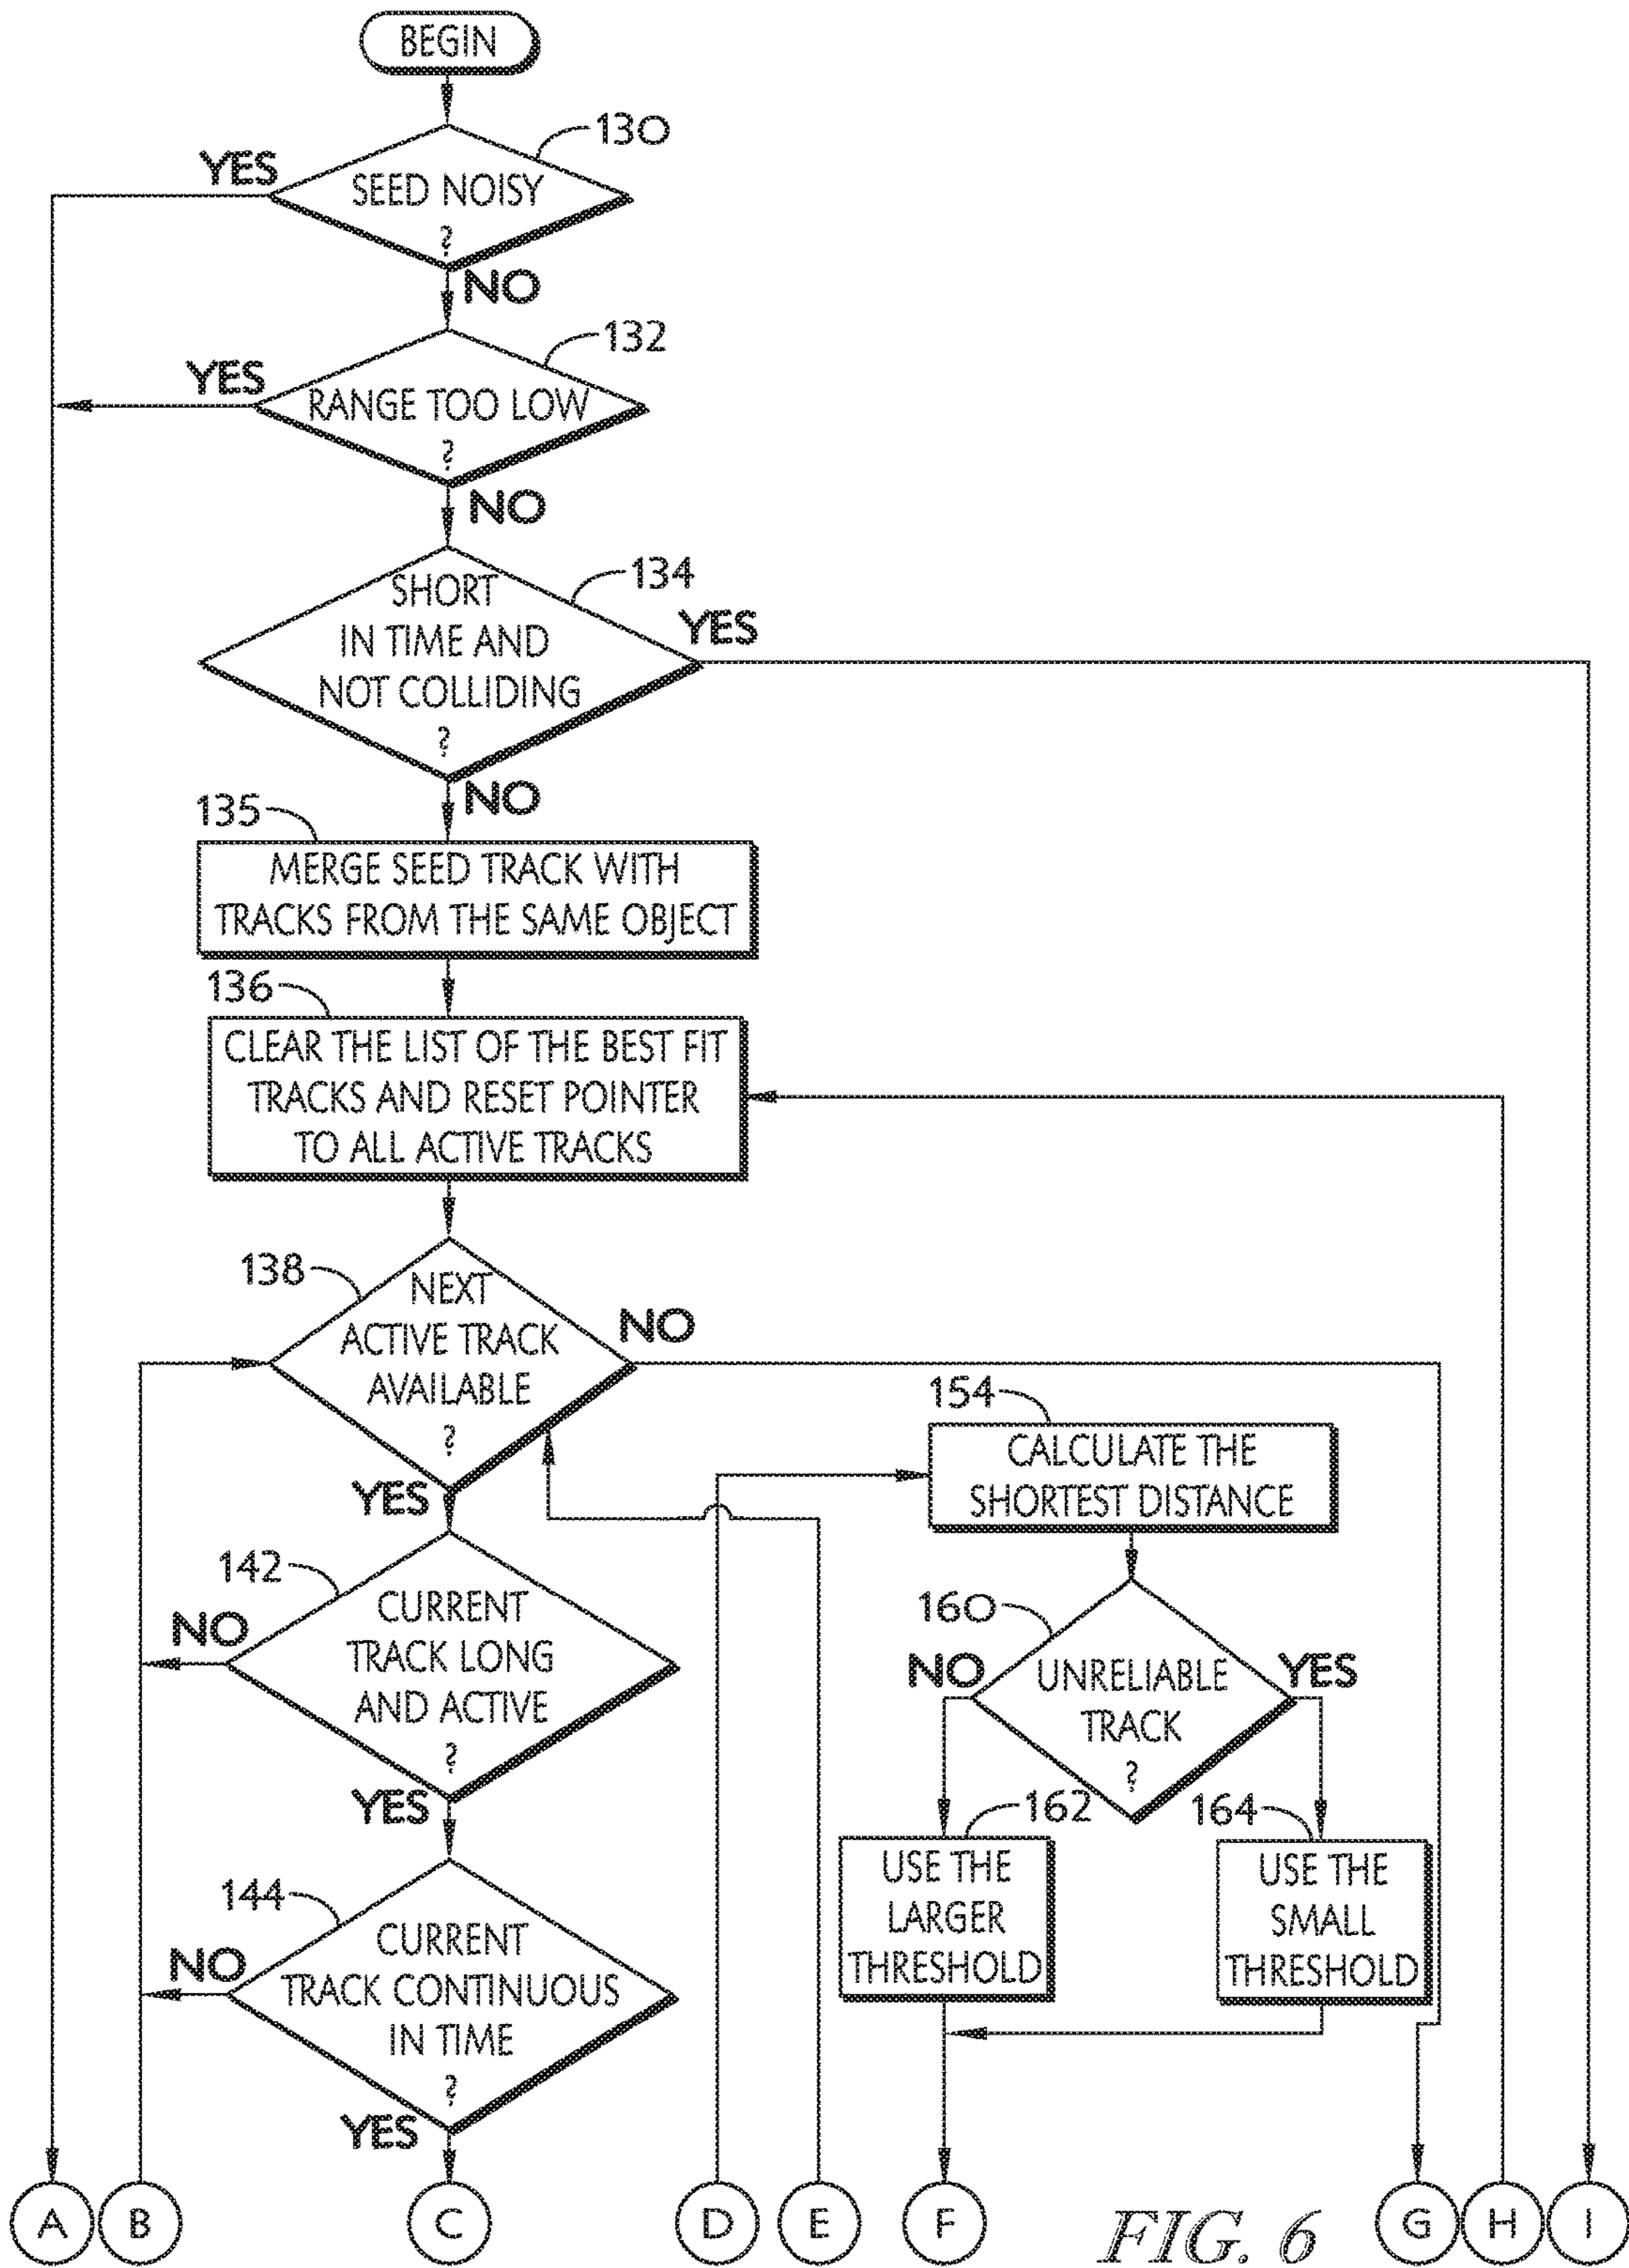 BEGIN
130
YES
SEED NOISY
?
NO
132
YES
RANGE TOO LOW
?
NO
134
SHORT
IN TIME AND
NOT COLLIDING
?
YES
NO
135
MERGE SEED TRACK WITH
TRACKS FROM THE SAME OBJECT
136
CLEAR THE LIST OF THE BEST FIT
TRACKS AND RESET POINTER
TO ALL ACTIVE TRACKS
138
NEXT
ACTIVE TRACK
AVAILABLE
?
NO
YES
142
CURRENT
TRACK LONG
AND ACTIVE
?
NO
YES
144
CURRENT
TRACK CONTINUOUS
IN TIME
?
NO
YES
154
CALCULATE THE
SHORTEST DISTANCE
160
UNRELIABLE
TRACK
?
NO
YES
162
USE THE
LARGER
THRESHOLD
164
USE THE
SMALL
THRESHOLD
A
B
C
D
E
F
G
H
I
FIG. 6